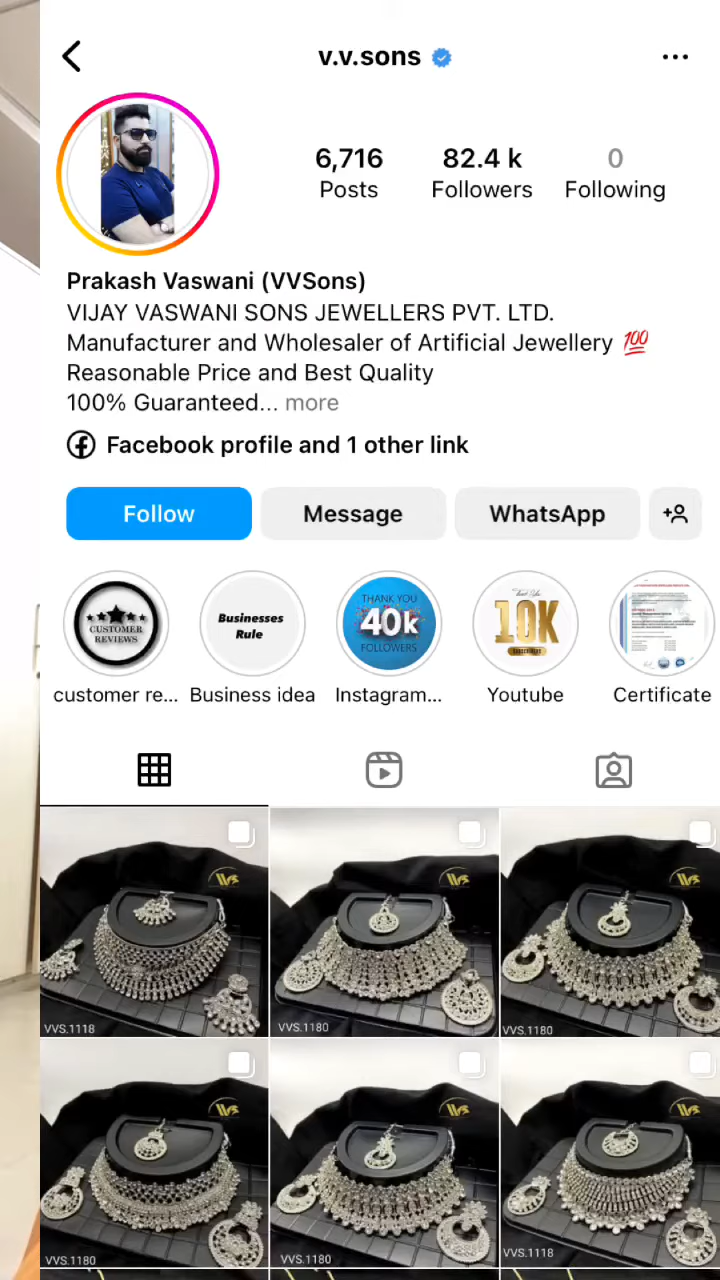 v.v.sons
6,716
Posts
82.4 k
Followers
0
Following
Prakash Vaswani (VVSons)
VIJAY VASWANI SONS JEWELLERS PVT. LTD.
Manufacturer and Wholesaler of Artificial Jewellery 💯
Reasonable Price and Best Quality
100% Guaranteed... more
Facebook profile and 1 other link
Follow
Message
WhatsApp
CUSTOMER
REVIEWS
Businesses
Rule
THANK YOU
40k
FOLLOWERS
10K
SUBSCRIBERS
customer re...
Business idea
Instagram...
Youtube
Certificate
VVS.1118
VVS.1180
VVS.1180
VVS.1180
VVS.1180
VVS.1118